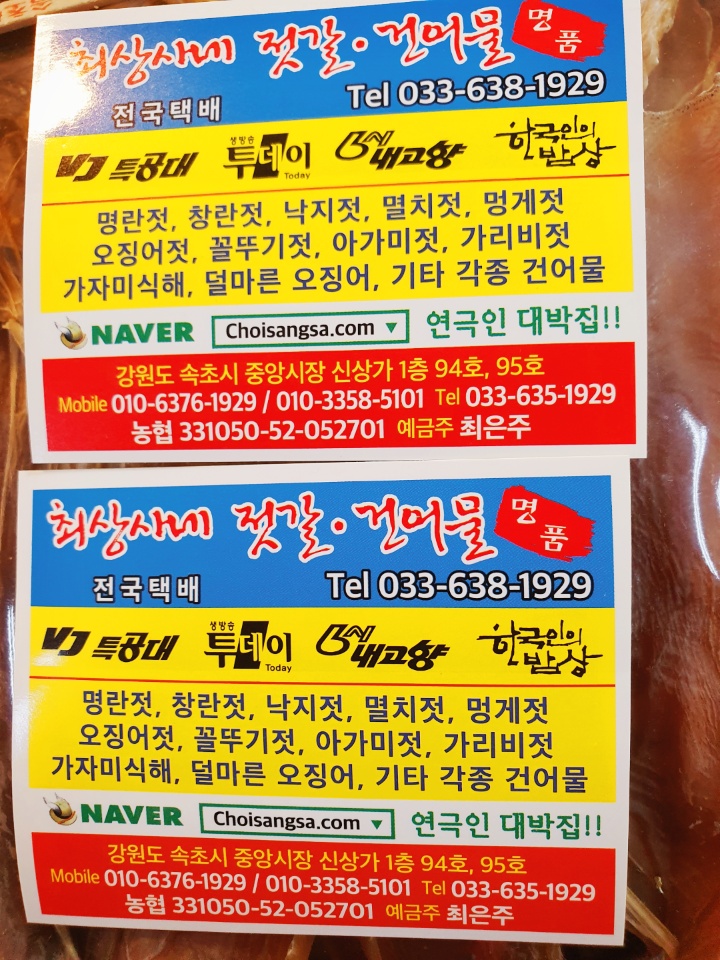 최상사네 젓갈·건어물 명품
전국택배 Tel 033-638-1929
VJ 특공대 생방송 투데이 Today 6시 내고향 한국인의 밥상
명란젓, 창란젓, 낙지젓, 멸치젓, 멍게젓
오징어젓, 꼴뚜기젓, 아가미젓, 가리비젓
가자미식해, 덜마른 오징어, 기타 각종 건어물
NAVER Choisangsa.com ▼ 연극인 대박집!!
강원도 속초시 중앙시장 신상가 1층 94호, 95호
Mobile 010-6376-1929 / 010-3358-5101 Tel 033-635-1929
농협 331050-52-052701 예금주 최은주
최상사네 젓갈·건어물 명품
전국택배 Tel 033-638-1929
VJ 특공대 생방송 투데이 Today 6시 내고향 한국인의 밥상
명란젓, 창란젓, 낙지젓, 멸치젓, 멍게젓
오징어젓, 꼴뚜기젓, 아가미젓, 가리비젓
가자미식해, 덜마른 오징어, 기타 각종 건어물
NAVER Choisangsa.com ▼ 연극인 대박집!!
강원도 속초시 중앙시장 신상가 1층 94호, 95호
Mobile 010-6376-1929 / 010-3358-5101 Tel 033-635-1929
농협 331050-52-052701 예금주 최은주